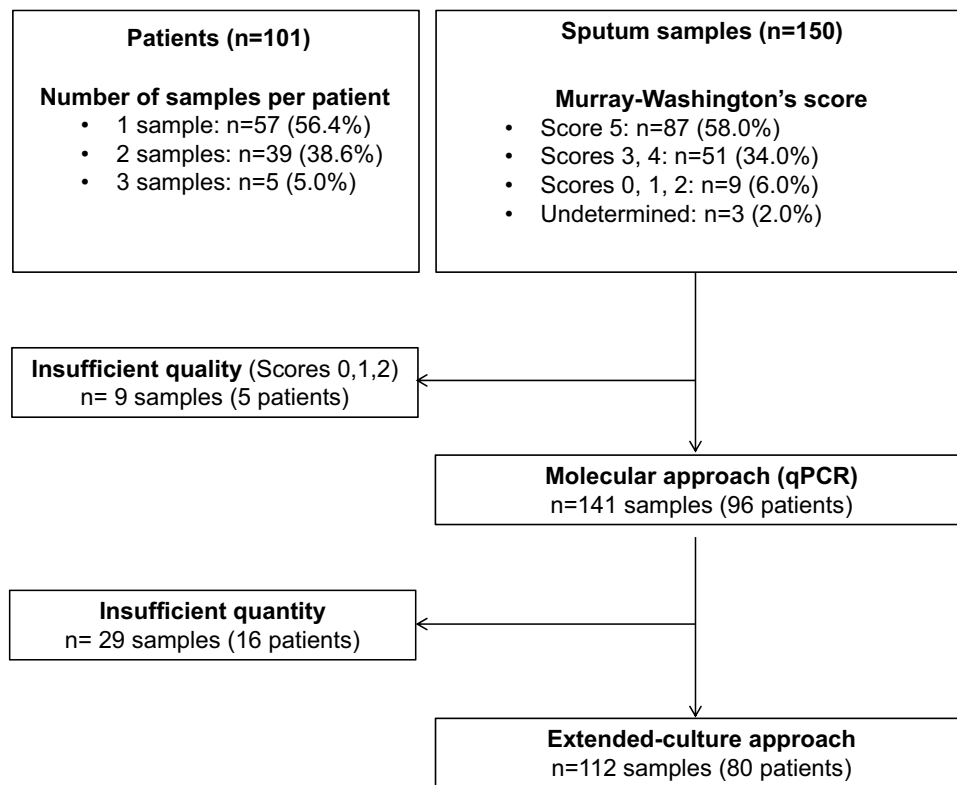 Patients (n=101)
Number of samples per patient
• 1 sample: n=57 (56.4%)
• 2 samples: n=39 (38.6%)
• 3 samples: n=5 (5.0%)
Sputum samples (n=150)
Murray-Washington's score
• Score 5: n=87 (58.0%)
• Scores 3, 4: n=51 (34.0%)
• Scores 0, 1, 2: n=9 (6.0%)
• Undetermined: n=3 (2.0%)
Insufficient quality (Scores 0,1,2)
n= 9 samples (5 patients)
Molecular approach (qPCR)
n=141 samples (96 patients)
Insufficient quantity
n= 29 samples (16 patients)
Extended-culture approach
n=112 samples (80 patients)